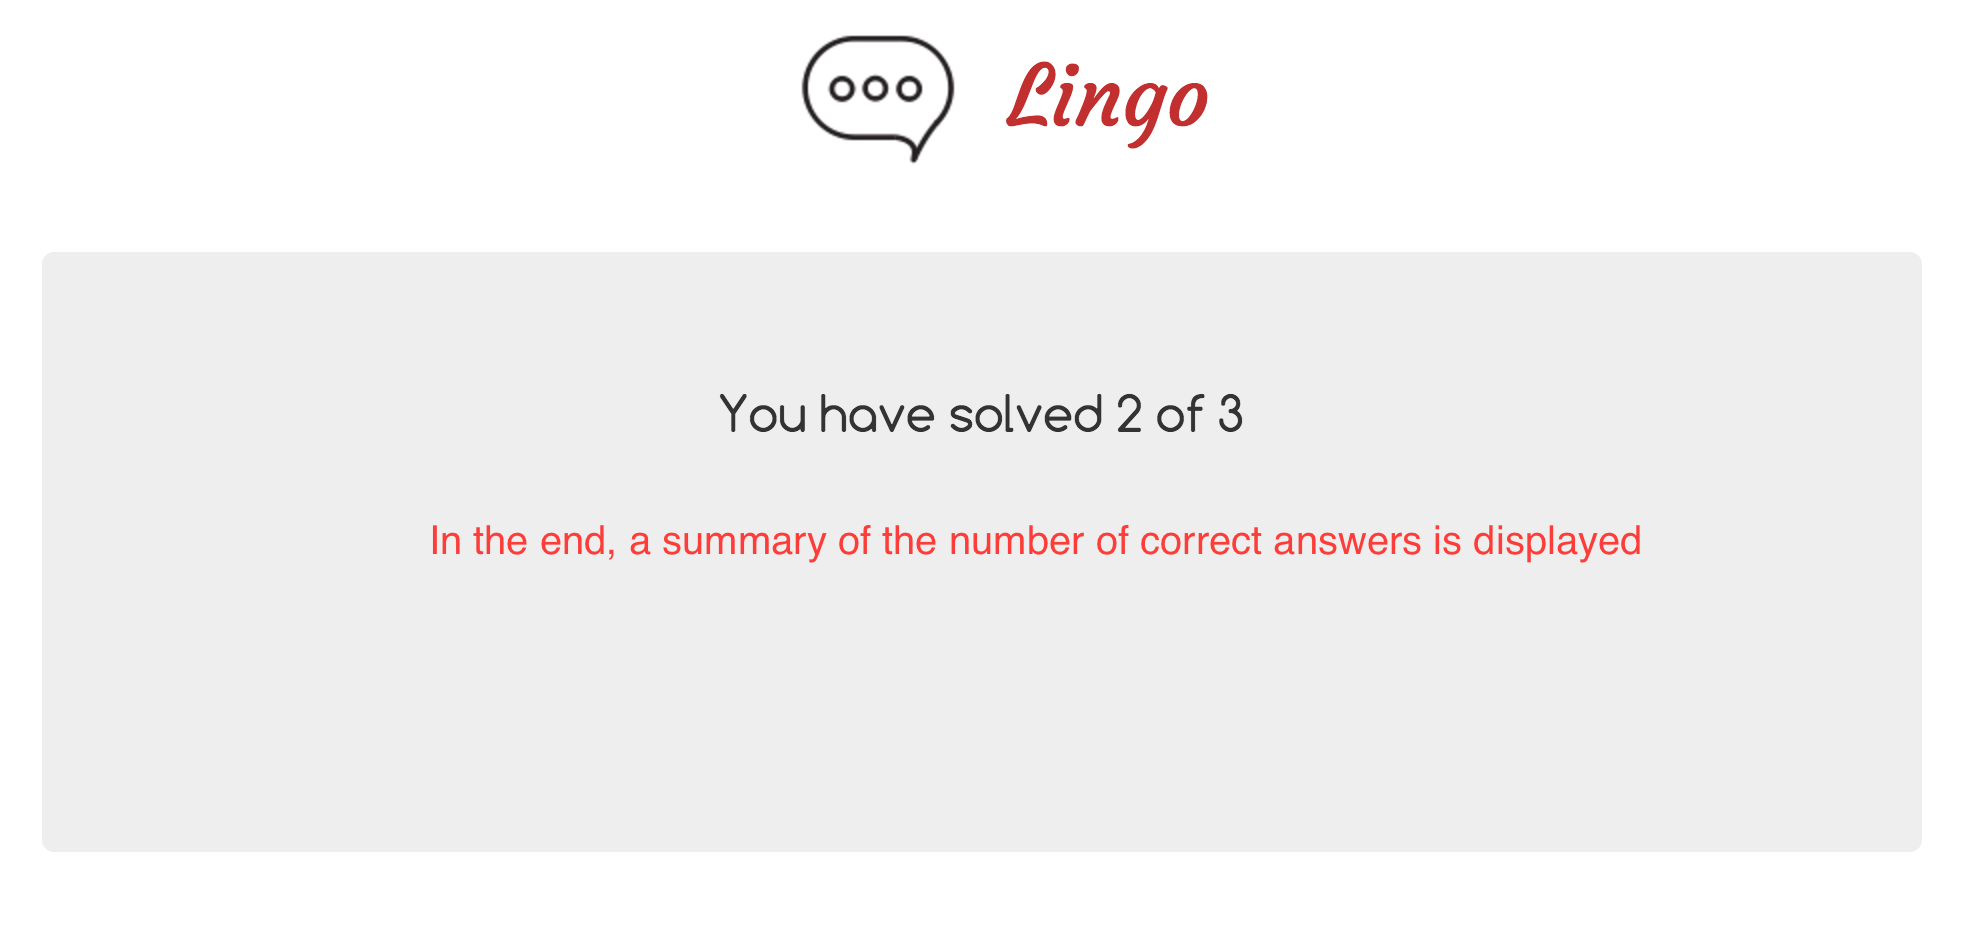 Lingo
You have solved 2 of 3
In the end, a summary of the number of correct answers is displayed